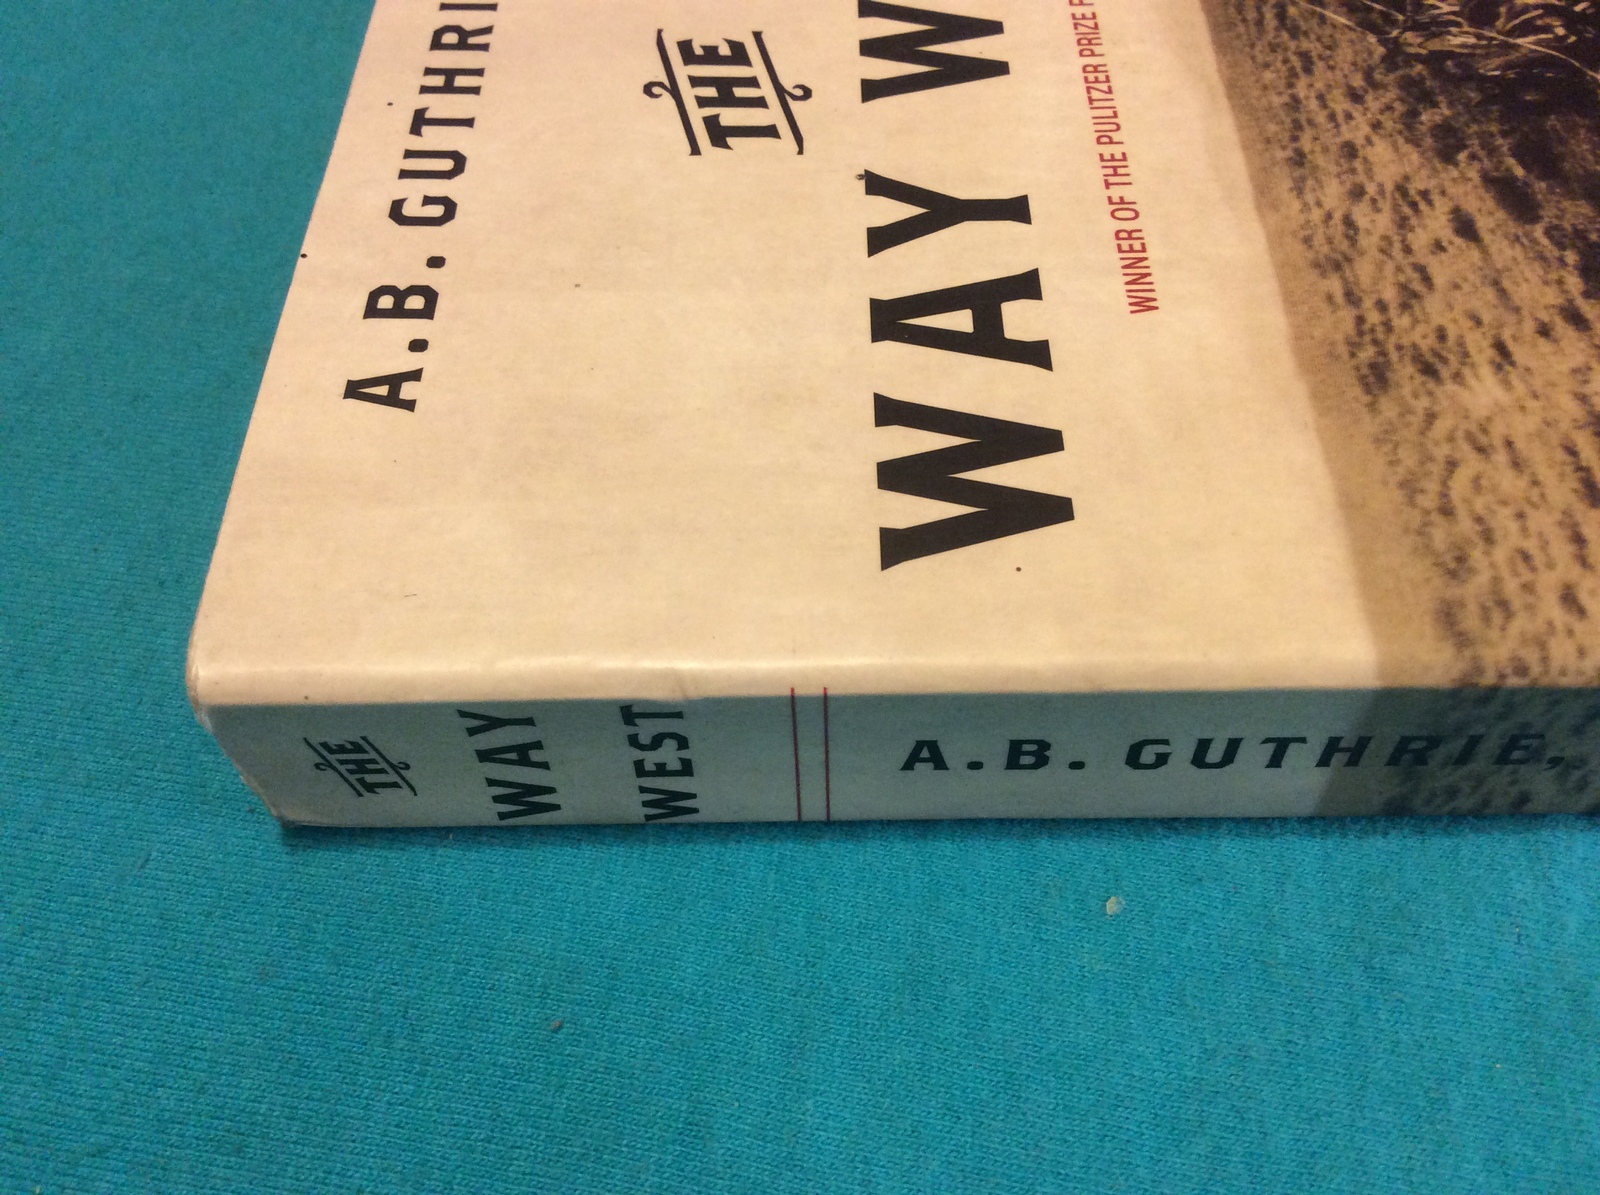 A.B. GUTHRI
THE
WAY W
WINNER OF THE PULITZER PRIZE F
THE
WAY
WEST
A.B. GUTHRIE,